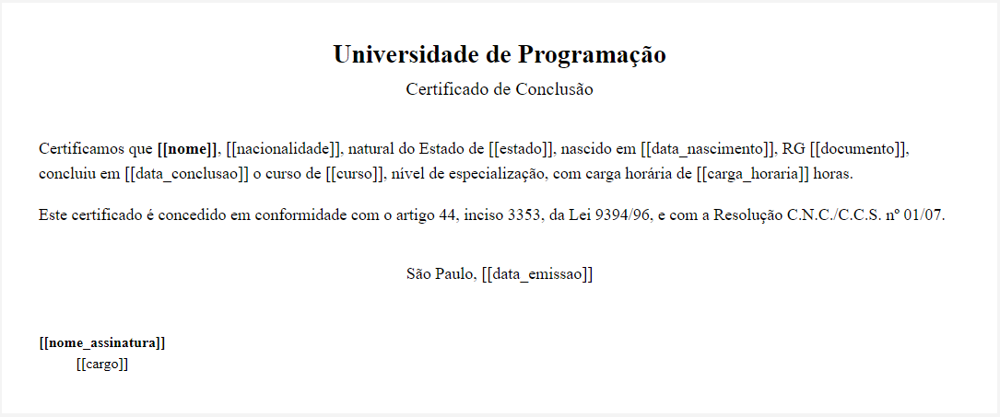 Universidade de Programação
Certificado de Conclusão
Certificamos que [[nome]], [[nacionalidade]], natural do Estado de [[estado]], nascido em [[data_nascimento]], RG [[documento]],
concluiu em [[data_conclusao]] o curso de [[curso]], nível de especialização, com carga horária de [[carga_horaria]] horas.
Este certificado é concedido em conformidade com o artigo 44, inciso 3353, da Lei 9394/96, e com a Resolução C.N.C./C.C.S. nº 01/07.
São Paulo, [[data_emissao]]
[[nome_assinatura]]
[[cargo]]